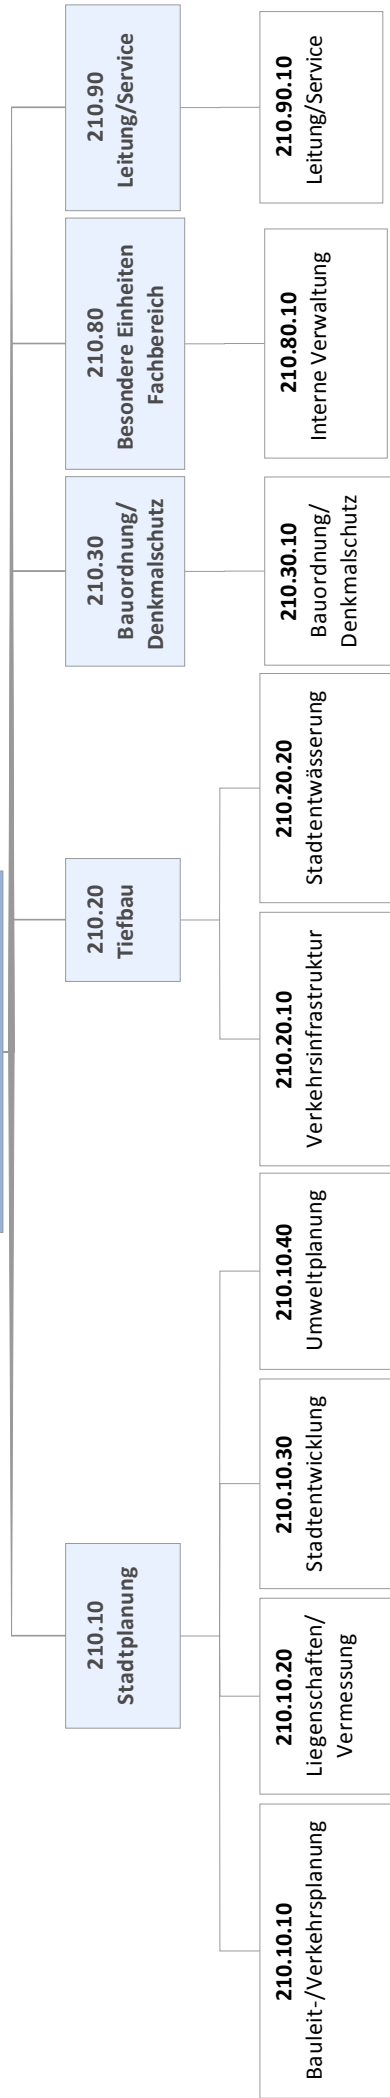 210.10
Stadtplanung
210.20
Tiefbau
210.30
Bauordnung/
Denkmalschutz
210.80
Besondere Einheiten
Fachbereich
210.90
Leitung/Service
210.10.10
Bauleit-/Verkehrsplanung
210.10.20
Liegenschaften/
Vermessung
210.10.30
Stadtentwicklung
210.10.40
Umweltplanung
210.20.10
Verkehrsinfrastruktur
210.20.20
Stadtentwässerung
210.30.10
Bauordnung/
Denkmalschutz
210.80.10
Interne Verwaltung
210.90.10
Leitung/Service